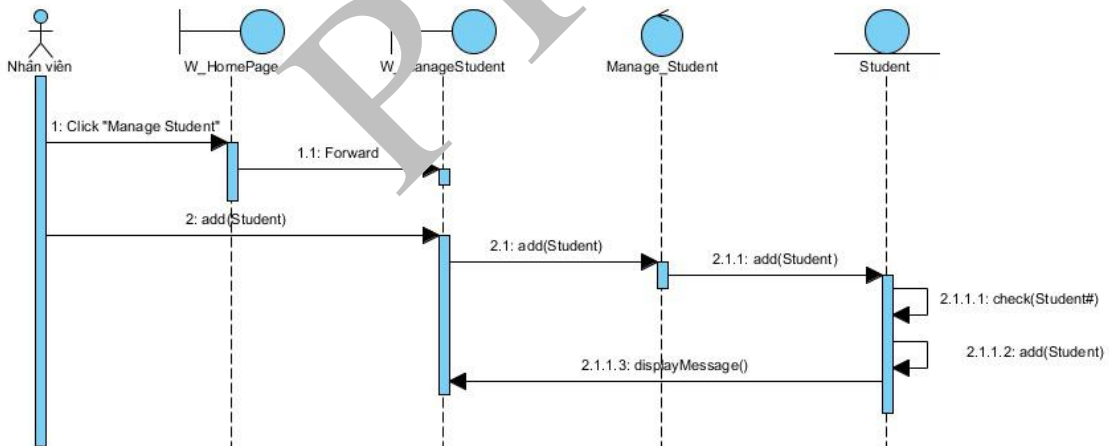 Nhân viên
W_HomePage
W_ManageStudent
Manage_Student
Student
1: Click "Manage Student"
1.1: Forward
2: add(Student)
2.1: add(Student)
2.1.1: add(Student)
2.1.1.1: check(Student#)
2.1.1.2: add(Student)
2.1.1.3: displayMessage()